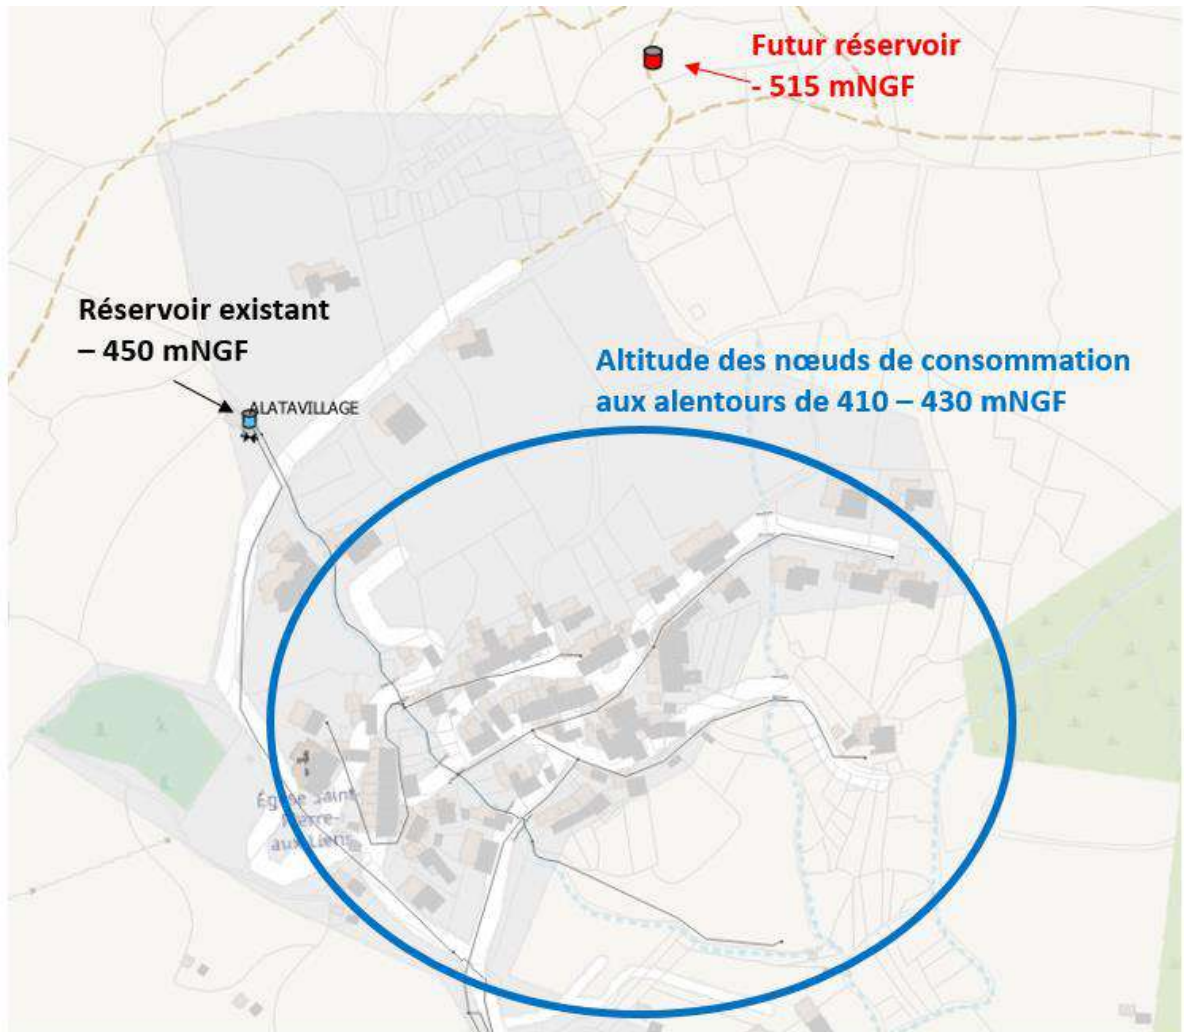 Futur réservoir
- 515 mNGF
Réservoir existant
– 450 mNGF
ALATAVILLAGE
Altitude des nœuds de consommation
aux alentours de 410 – 430 mNGF
Église Saint-
Pierre-
aux-Liens